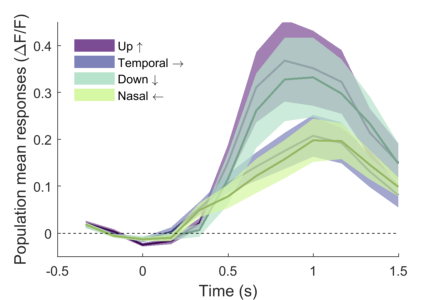 Population mean responses (ΔF/F)
0.4
0.3
0.2
0.1
0
Up ↑
Temporal →
Down ↓
Nasal ←
-0.5
0
0.5
1
1.5
Time (s)